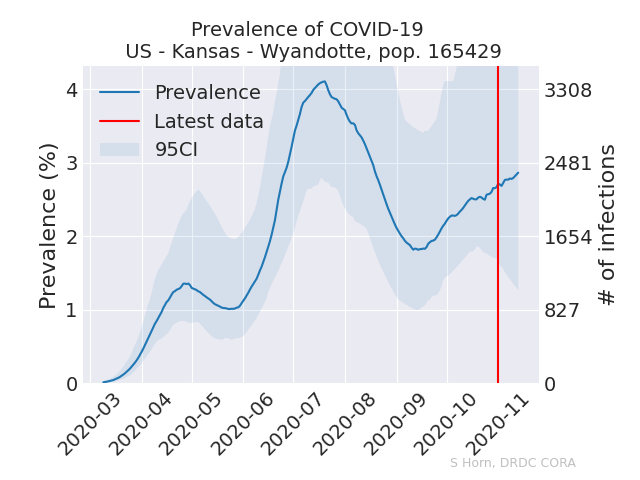 Prevalence of COVID-19
US - Kansas - Wyandotte, pop. 165429
Prevalence
Latest data
95CI
Prevalence (%)
4
3
2
1
0
3308
2481
1654
827
0
# of infections
2020-03
2020-04
2020-05
2020-06
2020-07
2020-08
2020-09
2020-10
2020-11
S Horn, DRDC CORA